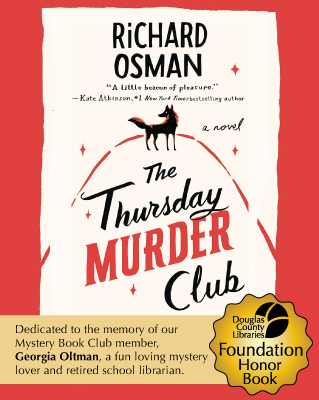 RiCHARD
OSMAN
"A little beacon of pleasure."
—Kate Atkinson, #1 New York Times bestselling author
a novel
The
Thursday
MURDER
Club
Dedicated to the memory of our
Mystery Book Club member,
Georgia Oltman, a fun loving mystery
lover and retired school librarian.
Douglas
County
Libraries
Foundation
Honor
Book